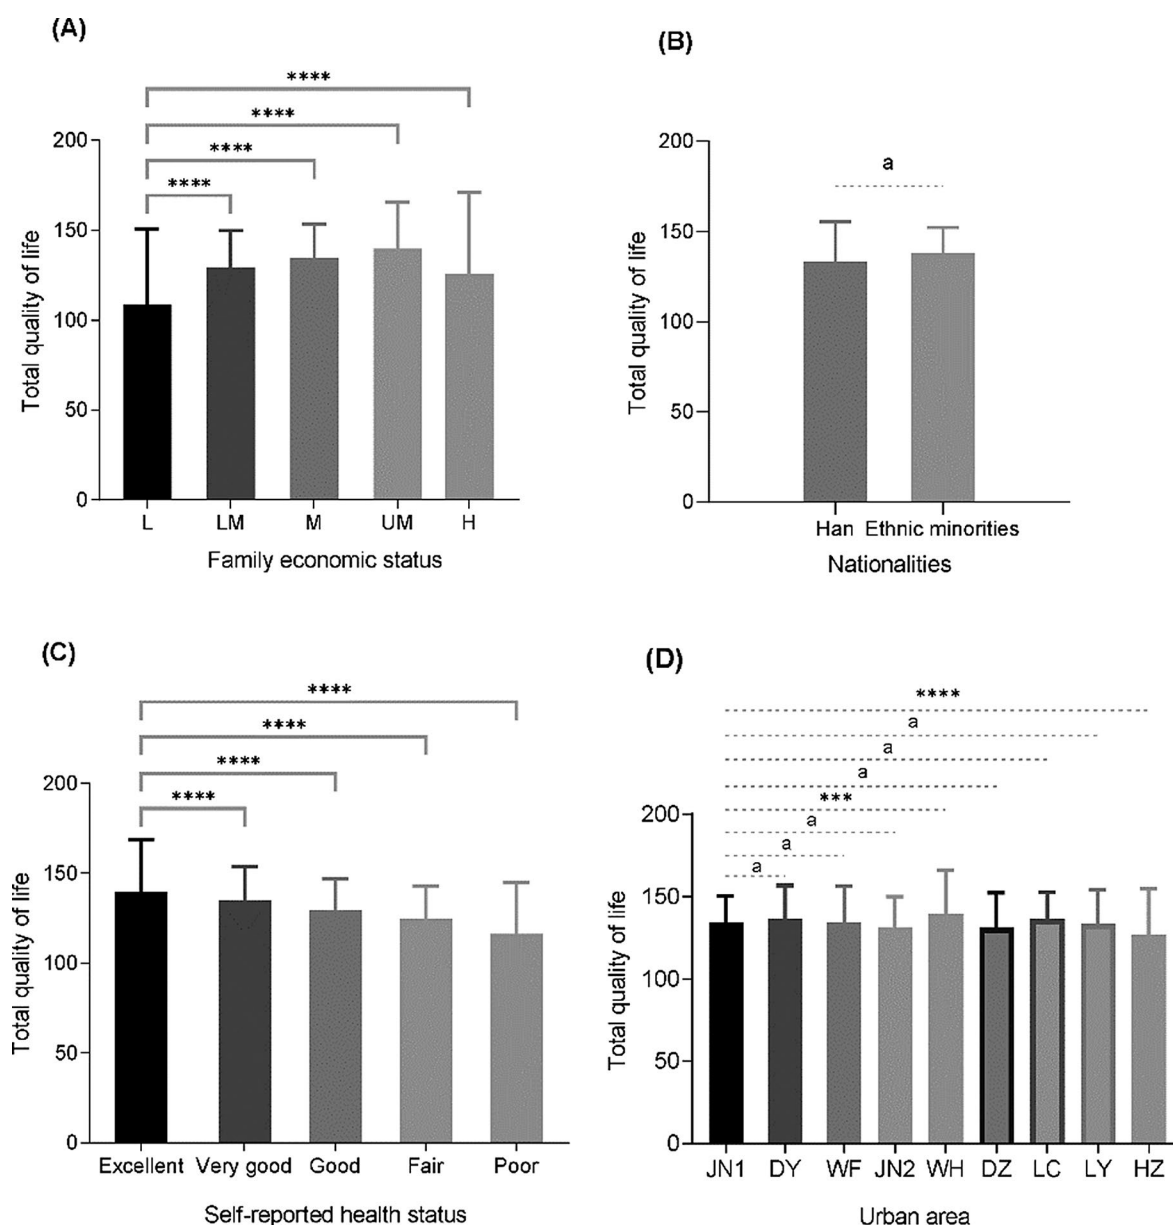 (A)
****
****
****
****
200
150
100
50
0
Total quality of life
L LM M UM H
Family economic status
(B)
a
200
150
100
50
0
Total quality of life
Han Ethnic minorities
Nationalities
(C)
****
****
****
****
200
150
100
50
0
Total quality of life
Excellent Very good Good Fair Poor
Self-reported health status
(D)
****
a
a
a
***
a
a
a
200
150
100
50
0
Total quality of life
JN1 DY WF JN2 WH DZ LC LY HZ
Urban area